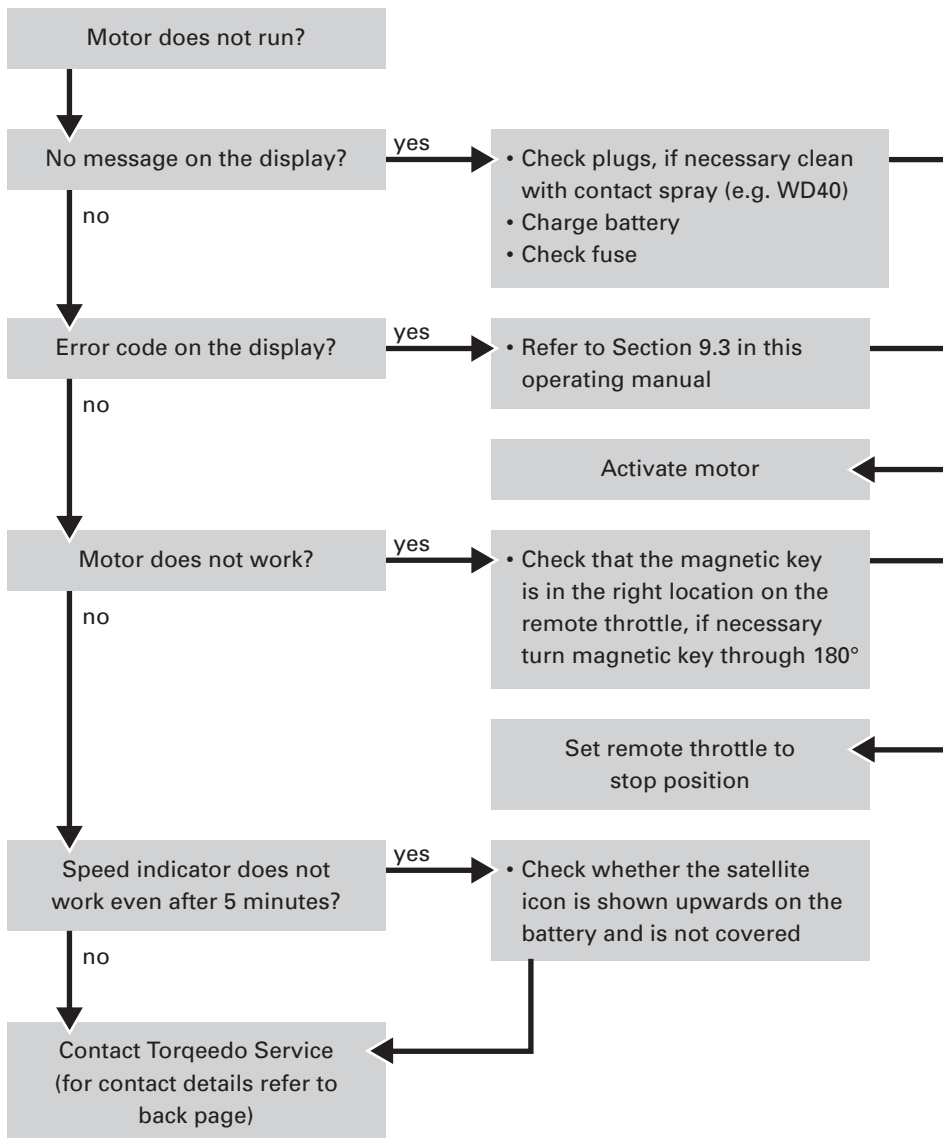 Motor does not run?
No message on the display?
yes
• Check plugs, if necessary clean
with contact spray (e.g. WD40)
• Charge battery
• Check fuse
no
Error code on the display?
yes
• Refer to Section 9.3 in this
operating manual
no
Activate motor
Motor does not work?
yes
• Check that the magnetic key
is in the right location on the
remote throttle, if necessary
turn magnetic key through 180°
no
Set remote throttle to
stop position
Speed indicator does not
work even after 5 minutes?
yes
• Check whether the satellite
icon is shown upwards on the
battery and is not covered
no
Contact Torqeedo Service
(for contact details refer to
back page)